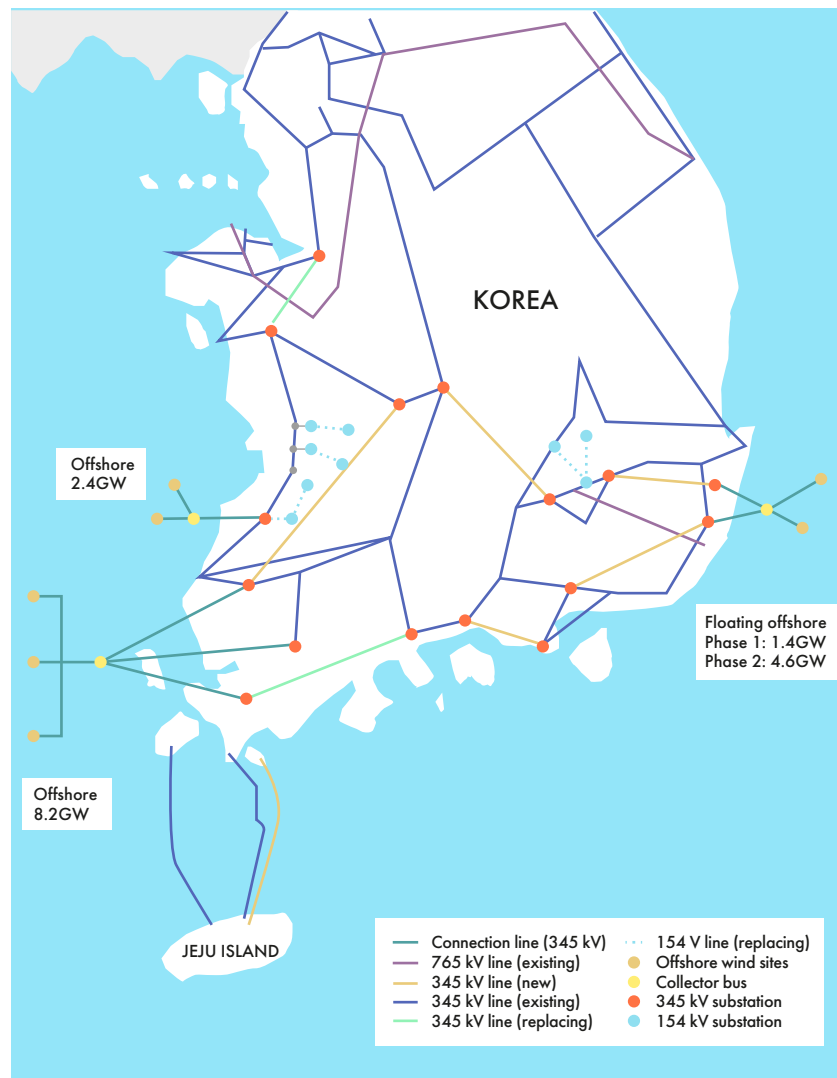 KOREA
Offshore
2.4GW
Floating offshore
Phase 1: 1.4GW
Phase 2: 4.6GW
Offshore
8.2GW
JEJU ISLAND
Connection line (345 kV)
765 kV line (existing)
345 kV line (new)
345 kV line (existing)
345 kV line (replacing)
154 V line (replacing)
Offshore wind sites
Collector bus
345 kV substation
154 kV substation